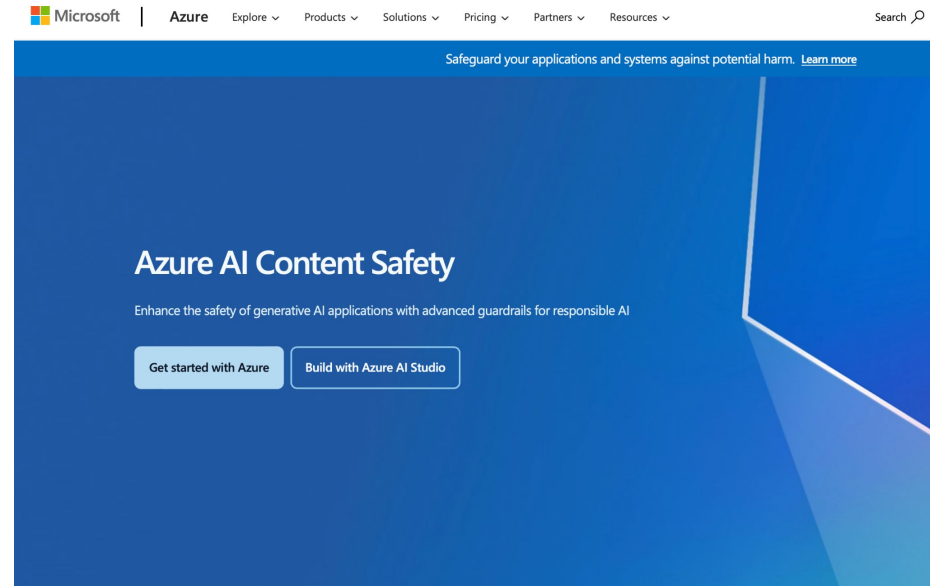 Microsoft Azure Explore Products Solutions Pricing Partners Resources Search
Safeguard your applications and systems against potential harm. Learn more
Azure AI Content Safety
Enhance the safety of generative AI applications with advanced guardrails for responsible AI
Get started with Azure Build with Azure AI Studio